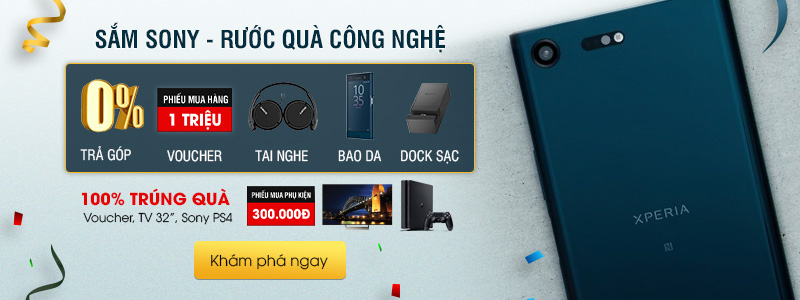 SẮM SONY - RƯỚC QUÀ CÔNG NGHỆ
0%
PHIẾU MUA HÀNG
1 TRIỆU
10:35
TRẢ GÓP
VOUCHER
TAI NGHE
BAO DA
DOCK SẠC
100% TRÚNG QUÀ
Voucher, TV 32”, Sony PS4
PHIẾU MUA PHỤ KIỆN
300.000Đ
Khám phá ngay
XPERIA